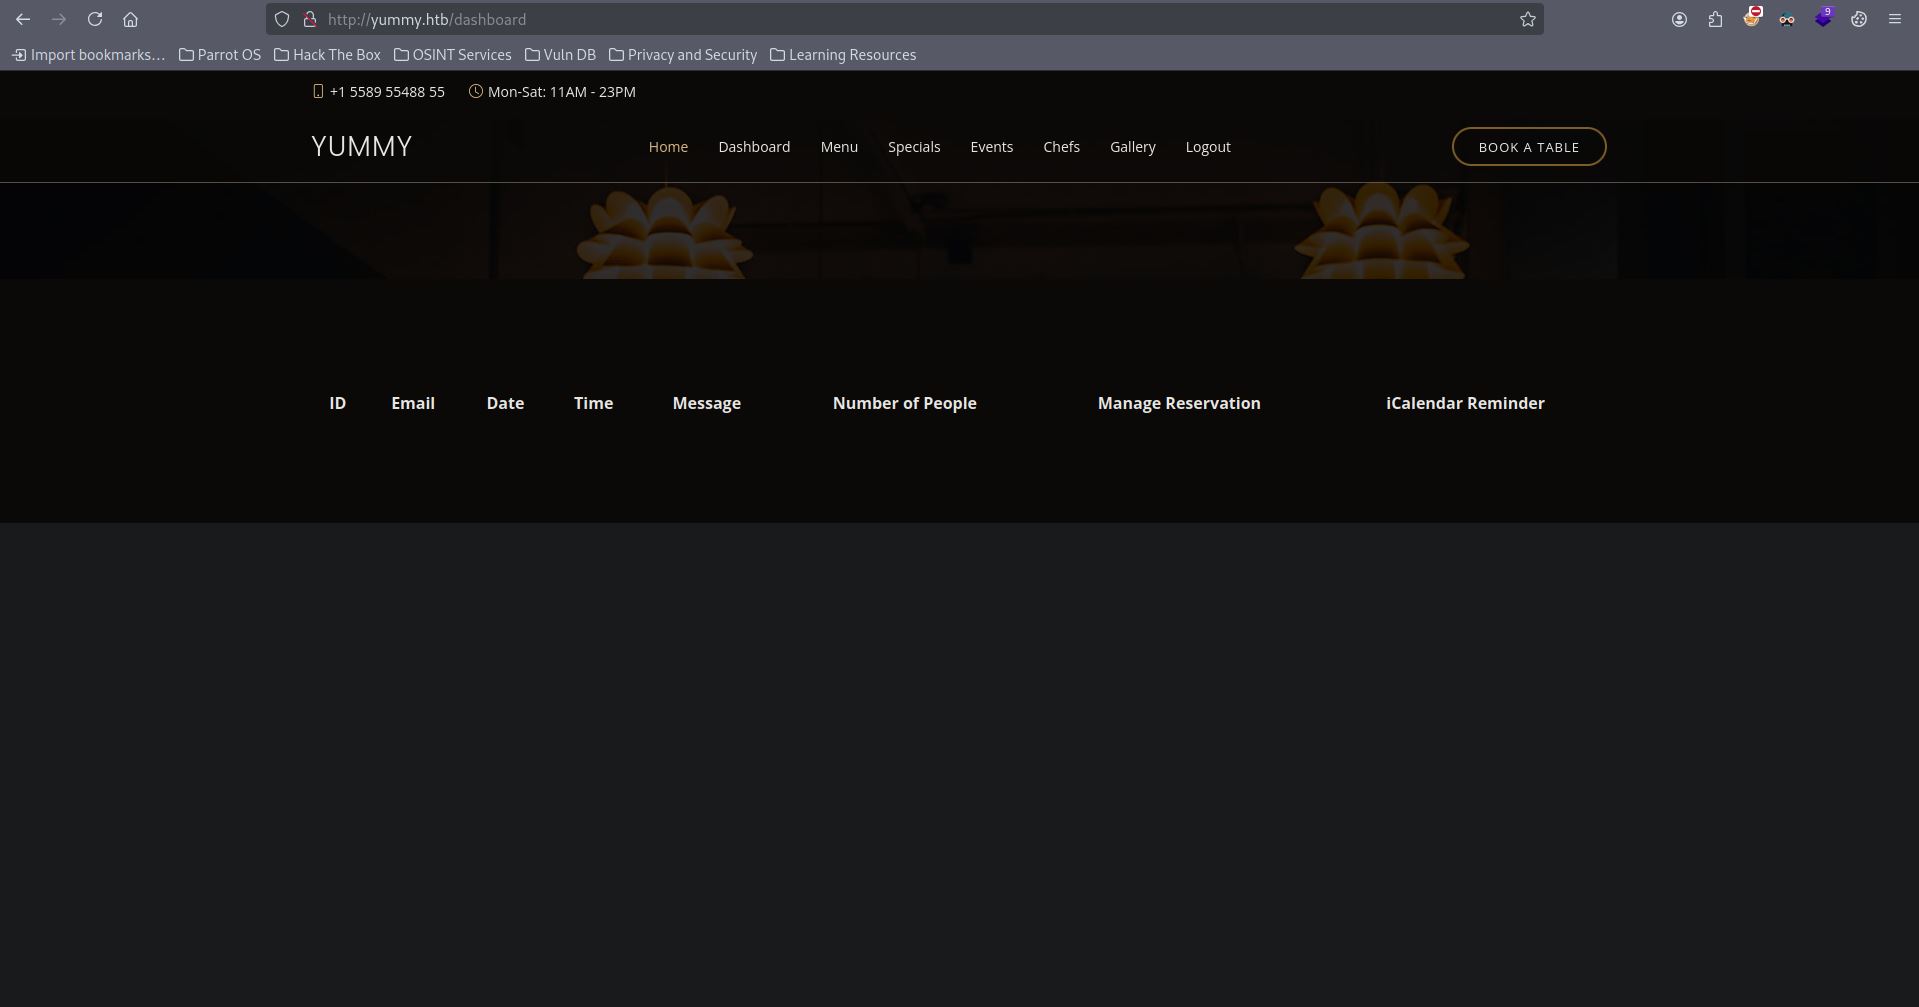 http://yummy.htb/dashboard
9
Import bookmarks... Parrot OS Hack The Box OSINT Services Vuln DB Privacy and Security Learning Resources
+1 5589 55488 55 Mon-Sat: 11AM - 23PM
YUMMY Home Dashboard Menu Specials Events Chefs Gallery Logout BOOK A TABLE
ID Email Date Time Message Number of People Manage Reservation iCalendar Reminder